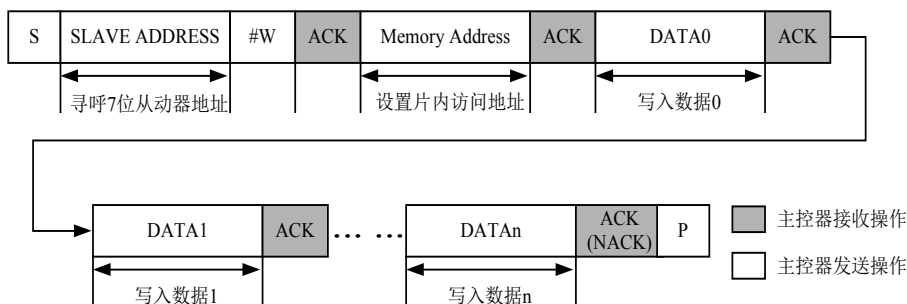 S SLAVE ADDRESS #W ACK Memory Address ACK DATA0 ACK
寻呼7位从动器地址 设置片内访问地址 写入数据0
DATA1 ACK … … DATAn ACK (NACK) P
写入数据1 写入数据n
主控器接收操作
主控器发送操作